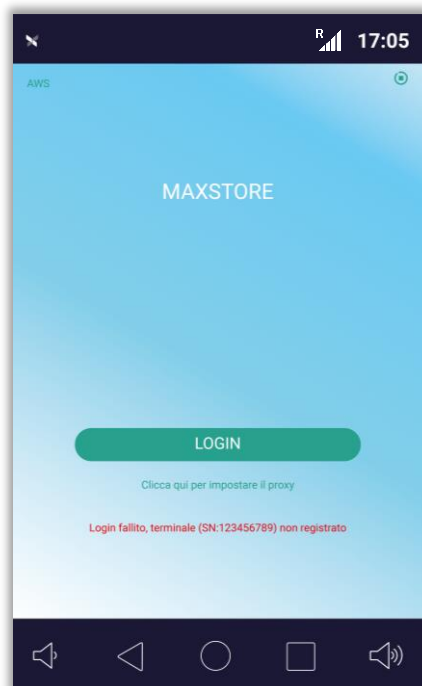 R
17:05
AWS
MAXSTORE
LOGIN
Clicca qui per impostare il proxy
Login fallito, terminale (SN:123456789) non registrato